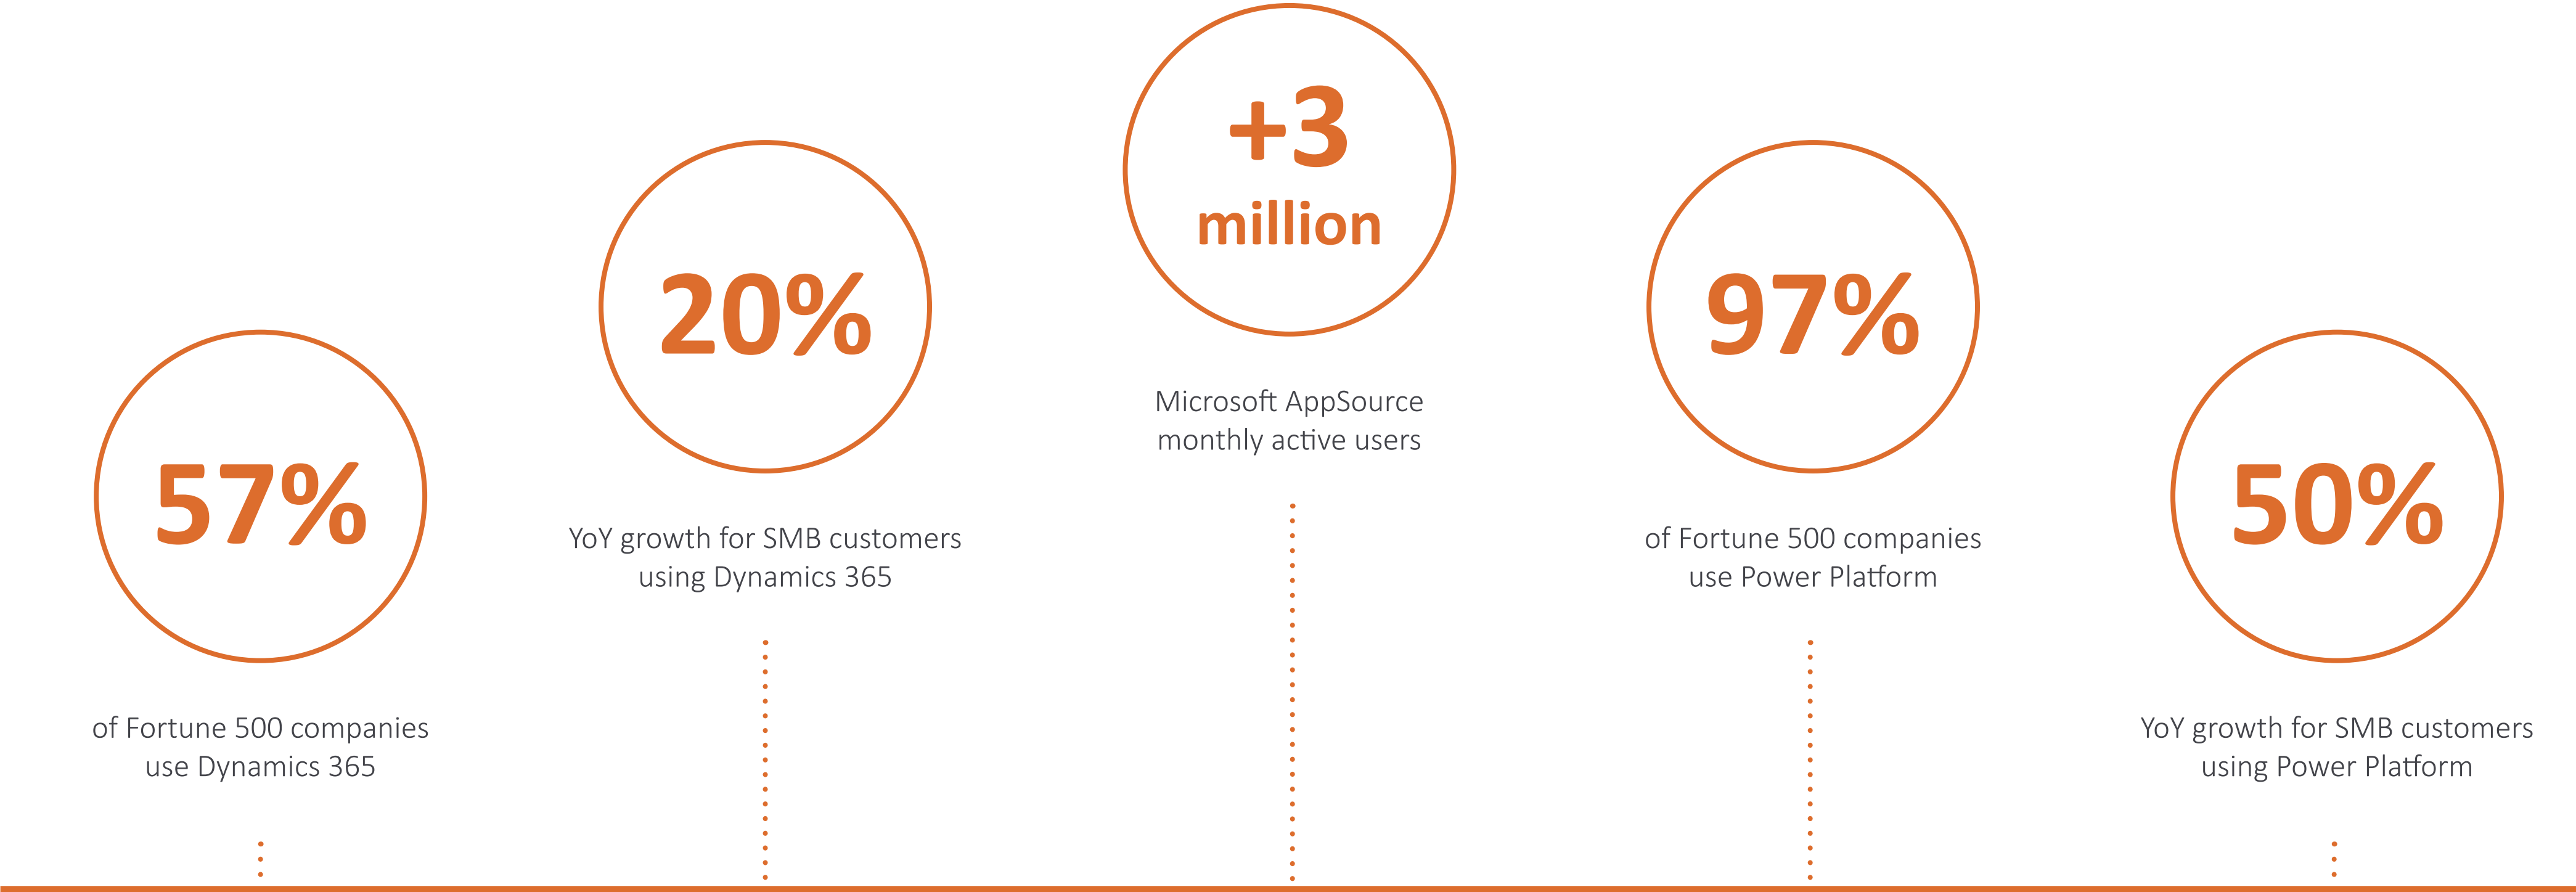 57%
of Fortune 500 companies
use Dynamics 365
20%
YoY growth for SMB customers
using Dynamics 365
+3
million
Microsoft AppSource
monthly active users
97%
of Fortune 500 companies
use Power Platform
50%
YoY growth for SMB customers
using Power Platform